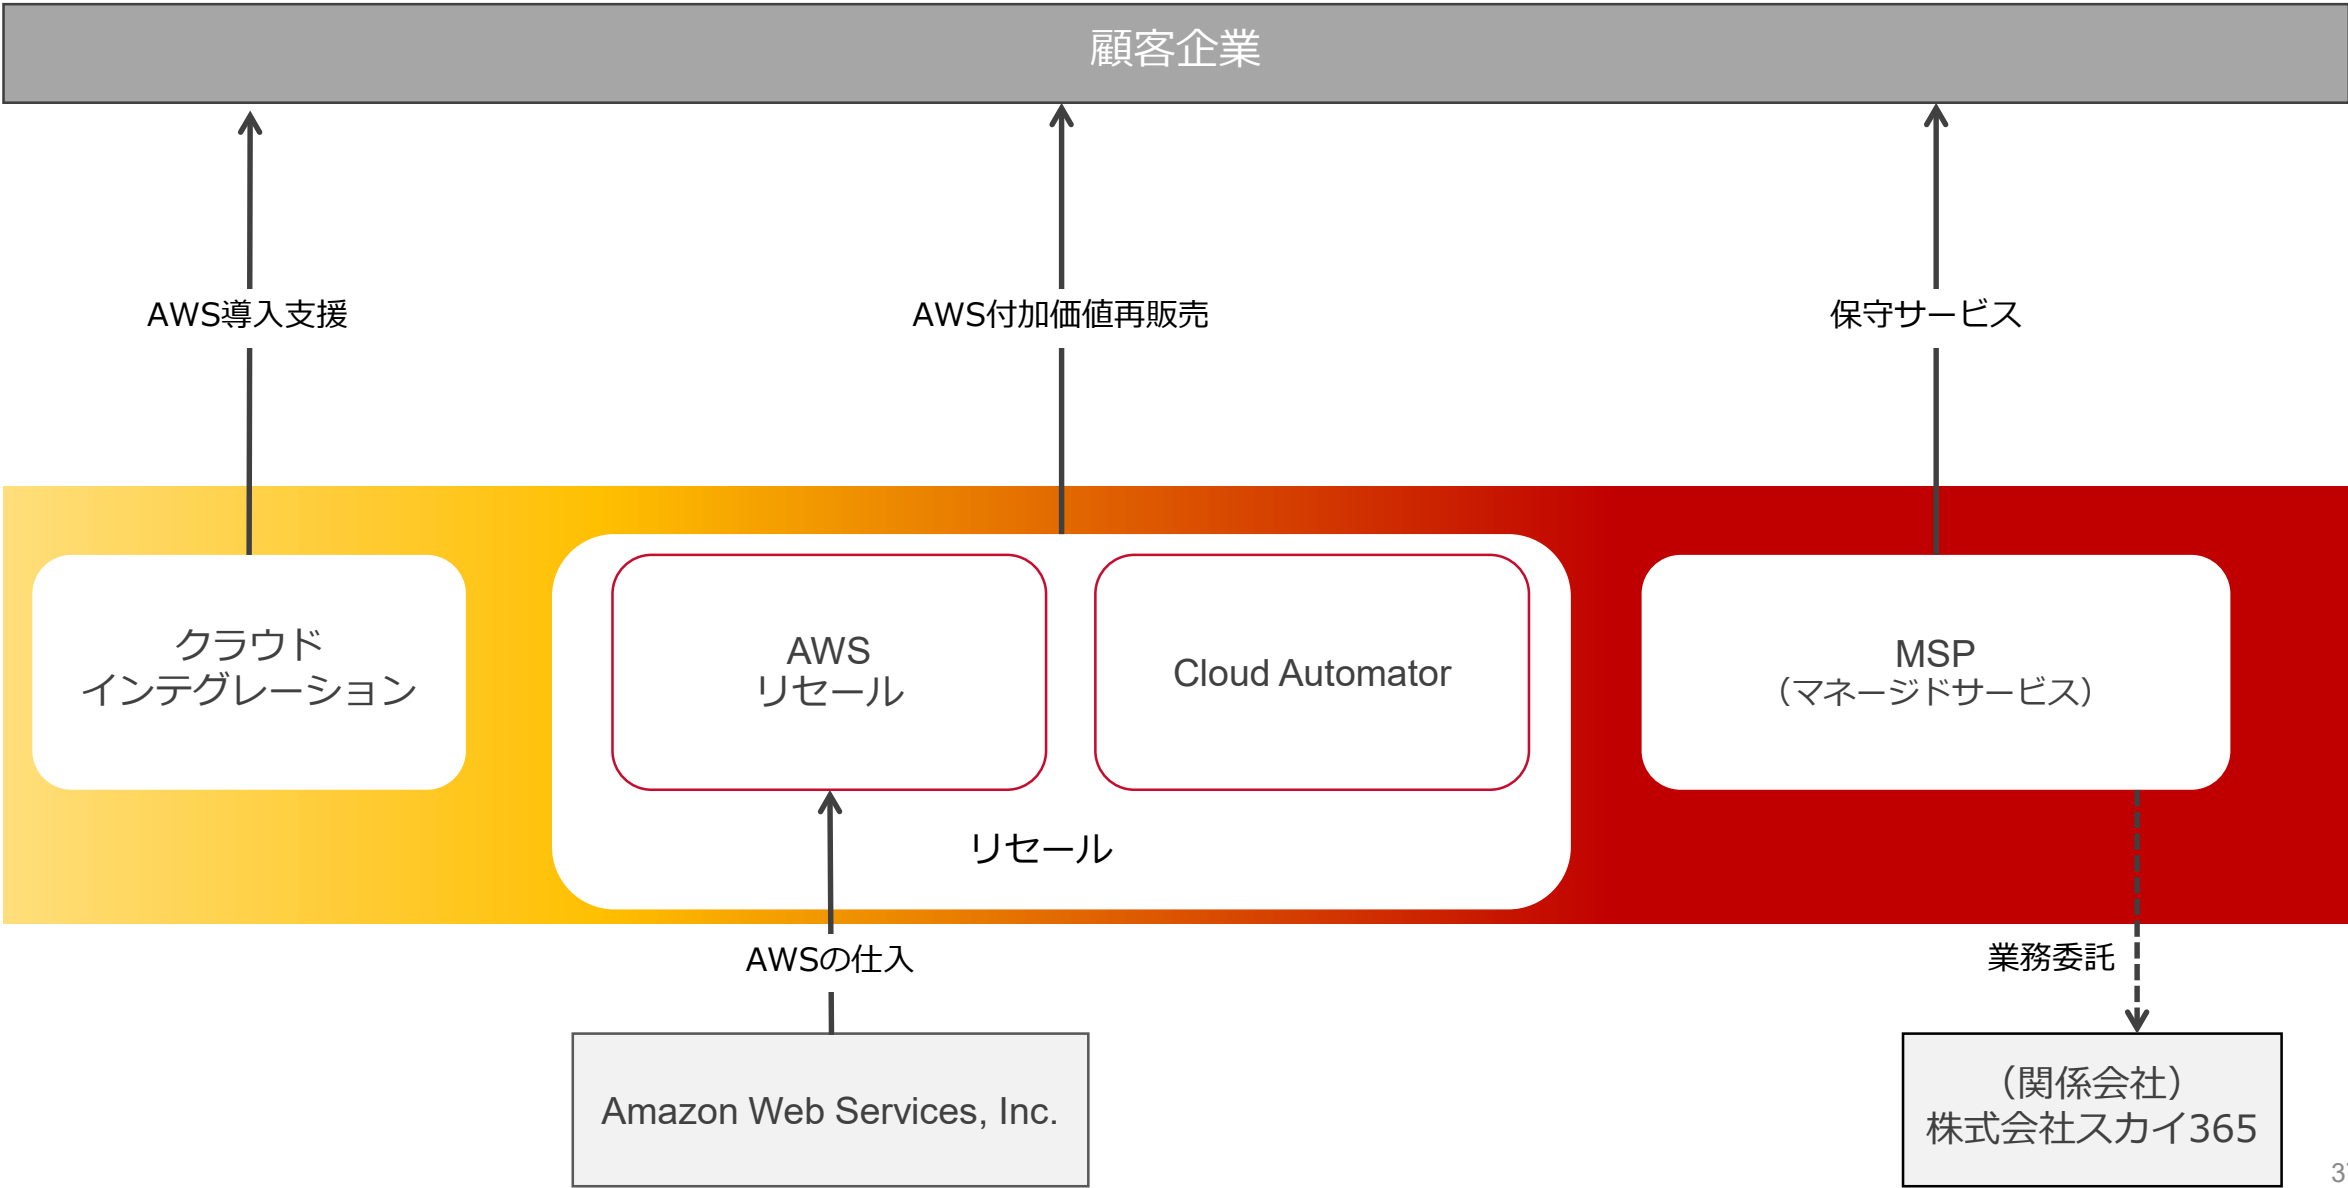 顧客企業
AWS導入支援
AWS付加価値再販売
保守サービス
クラウド
インテグレーション
AWS
リセール
Cloud Automator
MSP
（マネージドサービス）
リセール
AWSの仕入
業務委託
Amazon Web Services, Inc.
（関係会社）
株式会社スカイ365